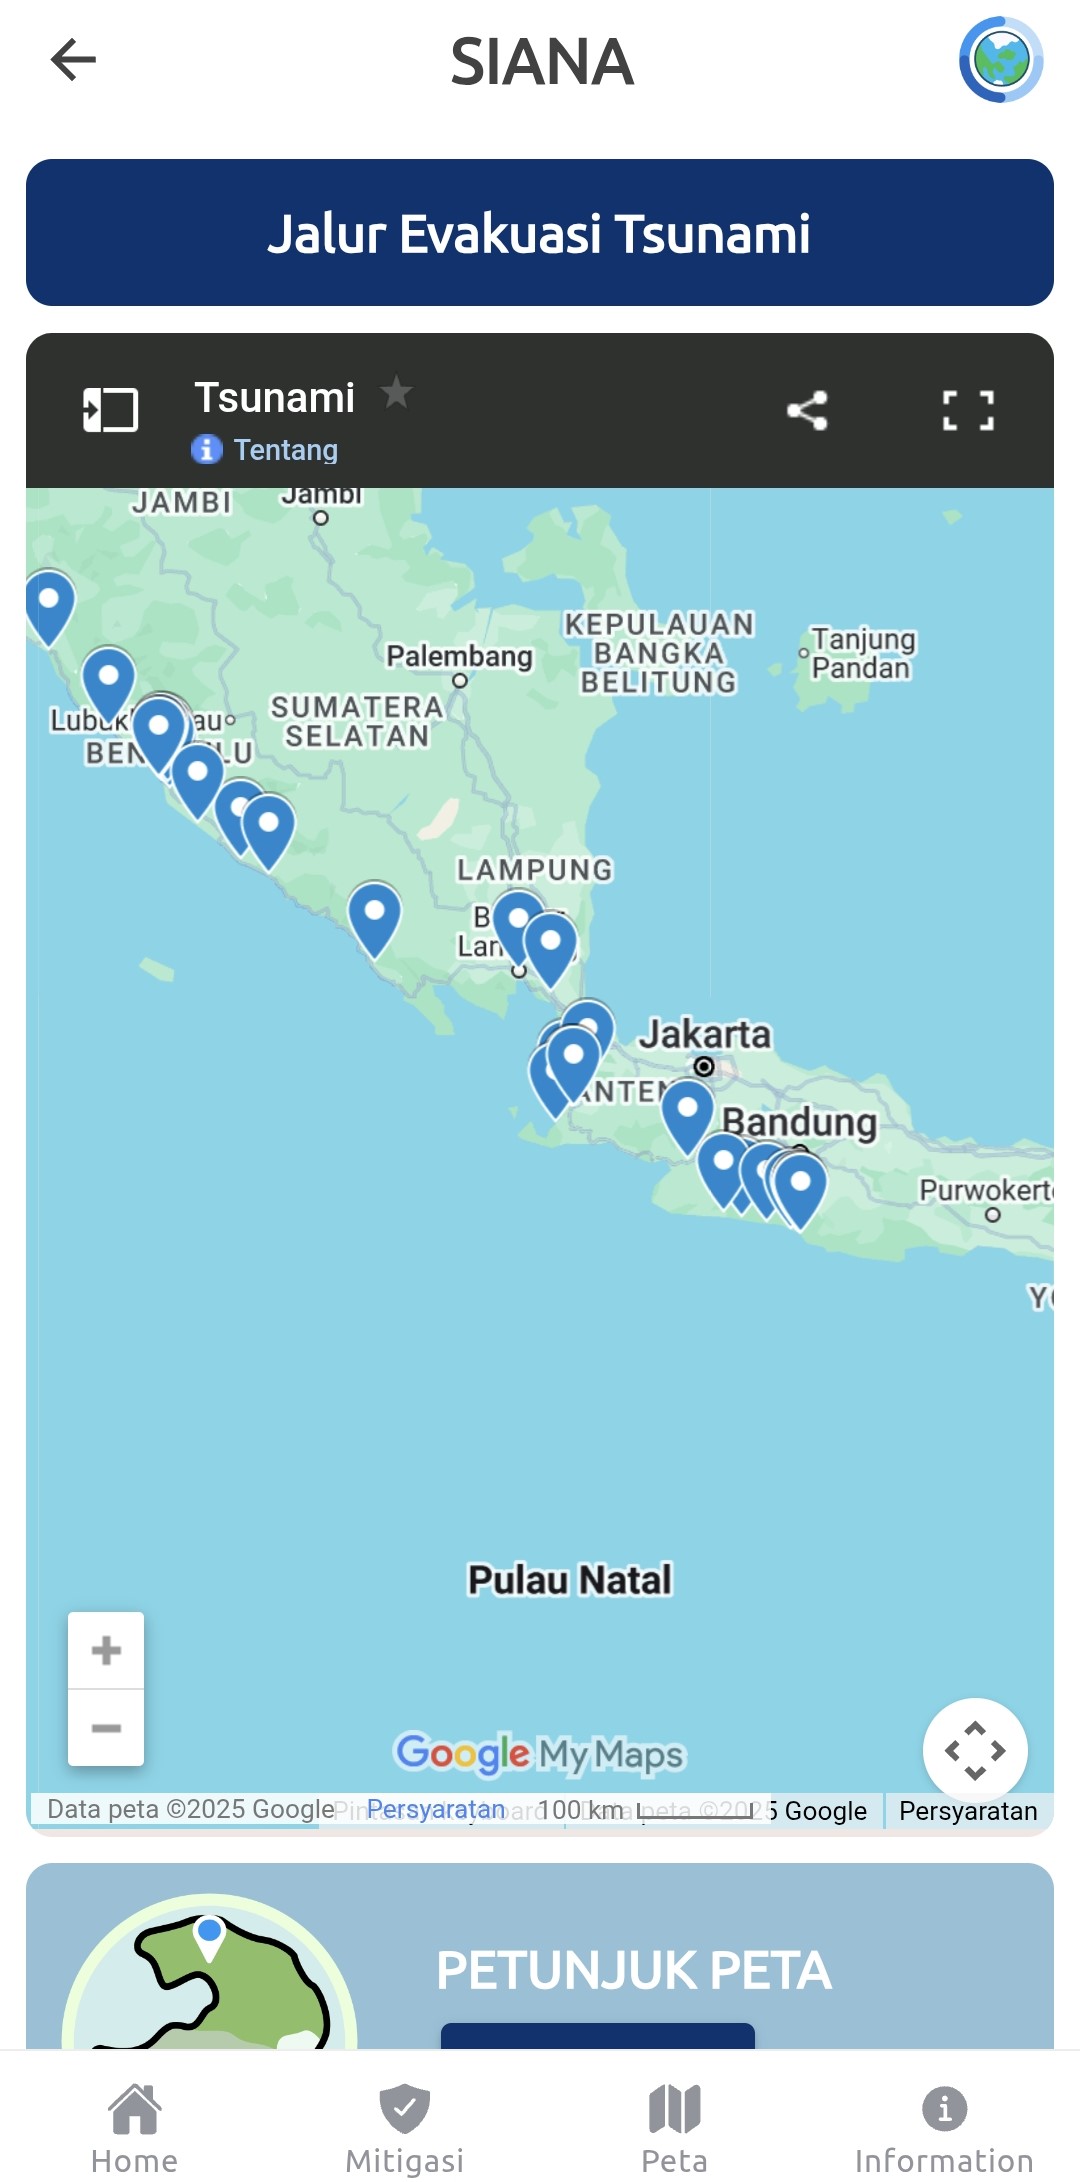 SIANA
Jalur Evakuasi Tsunami
Tsunami
Tentang
JAMBI
Jambi
KEPULAUAN
BANGKA
BELITUNG
Tanjung
Pandan
Palembang
SUMATERA
SELATAN
LAMPUNG
Jakarta
Bandung
Purwokerto
Pulau Natal
Google My Maps
Data peta ©2025 Google
Persyaratan
100 km
Google
Persyaratan
PETUNJUK PETA
Home
Mitigasi
Peta
Information